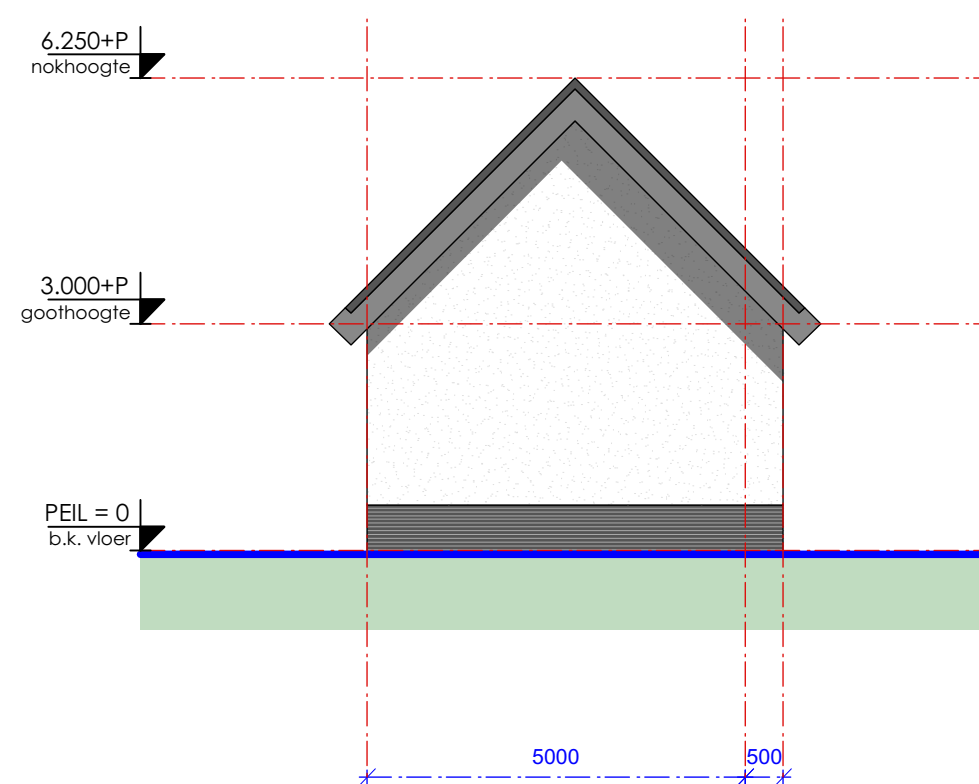 6.250+P
nokhoogte
3.000+P
goothoogte
PEIL = 0
b.k. vloer
5000
500